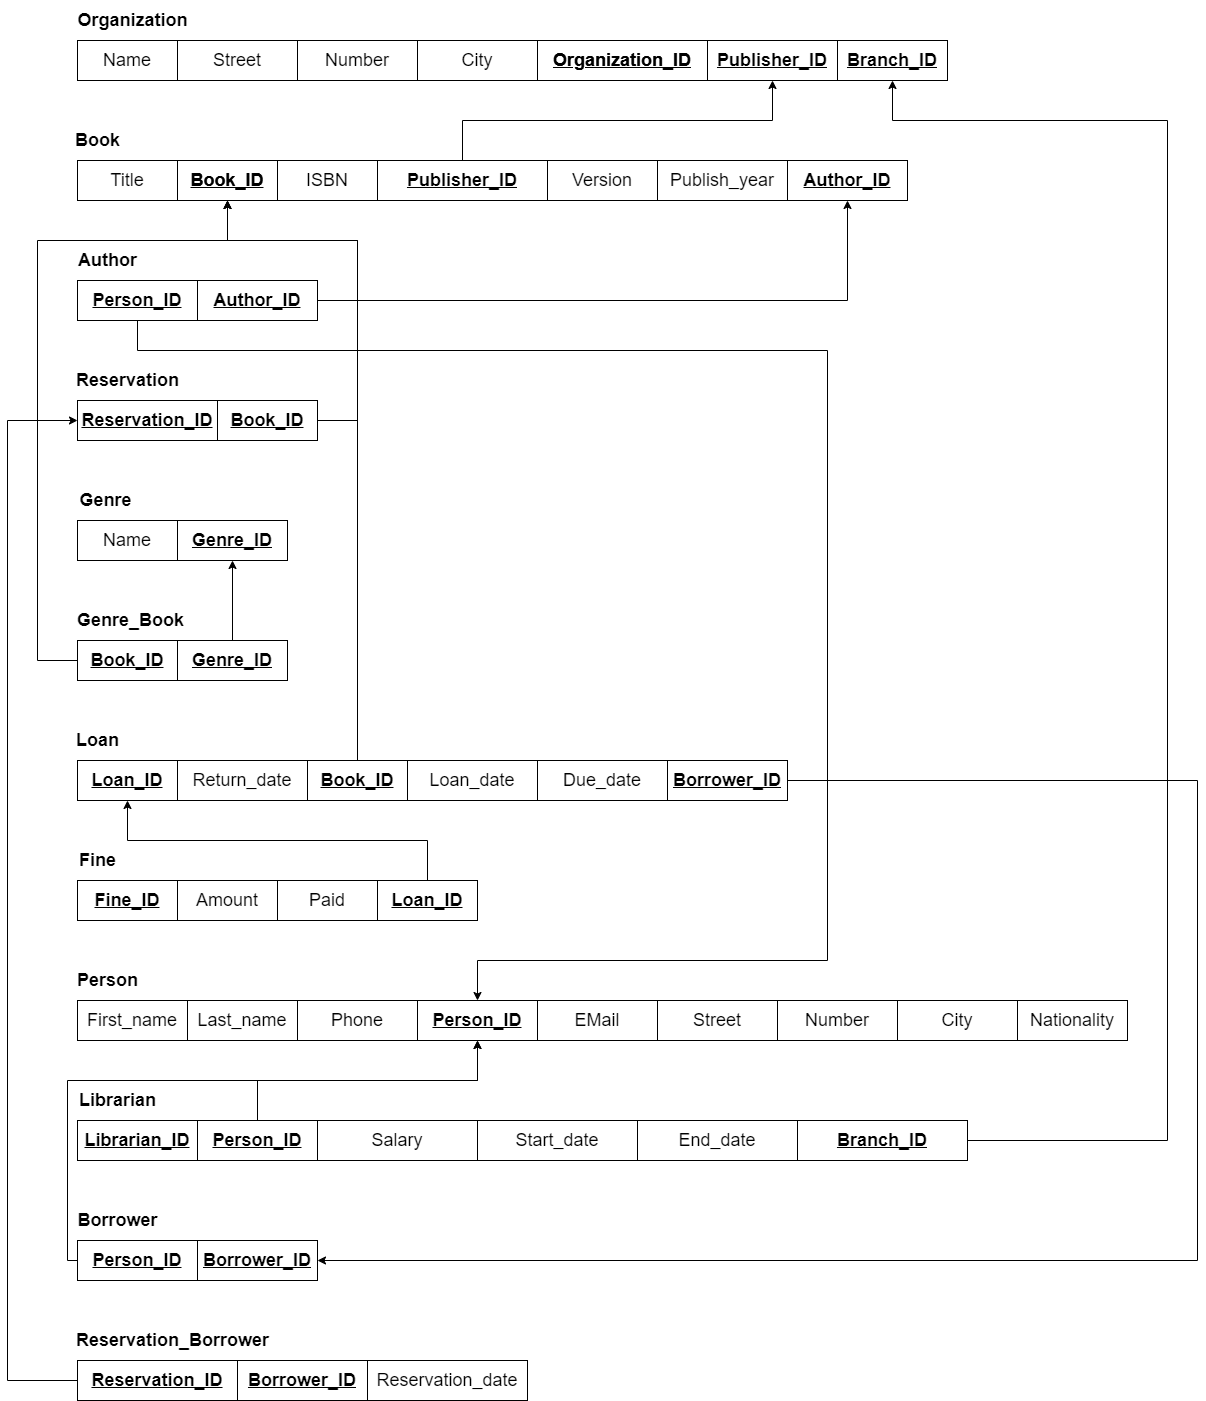 Organization
Name Street Number City Organization_ID Publisher_ID Branch_ID
Book
Title Book_ID ISBN Publisher_ID Version Publish_year Author_ID
Author
Person_ID Author_ID
Reservation
Reservation_ID Book_ID
Genre
Name Genre_ID
Genre_Book
Book_ID Genre_ID
Loan
Loan_ID Return_date Book_ID Loan_date Due_date Borrower_ID
Fine
Fine_ID Amount Paid Loan_ID
Person
First_name Last_name Phone Person_ID EMail Street Number City Nationality
Librarian
Librarian_ID Person_ID Salary Start_date End_date Branch_ID
Borrower
Person_ID Borrower_ID
Reservation_Borrower
Reservation_ID Borrower_ID Reservation_date